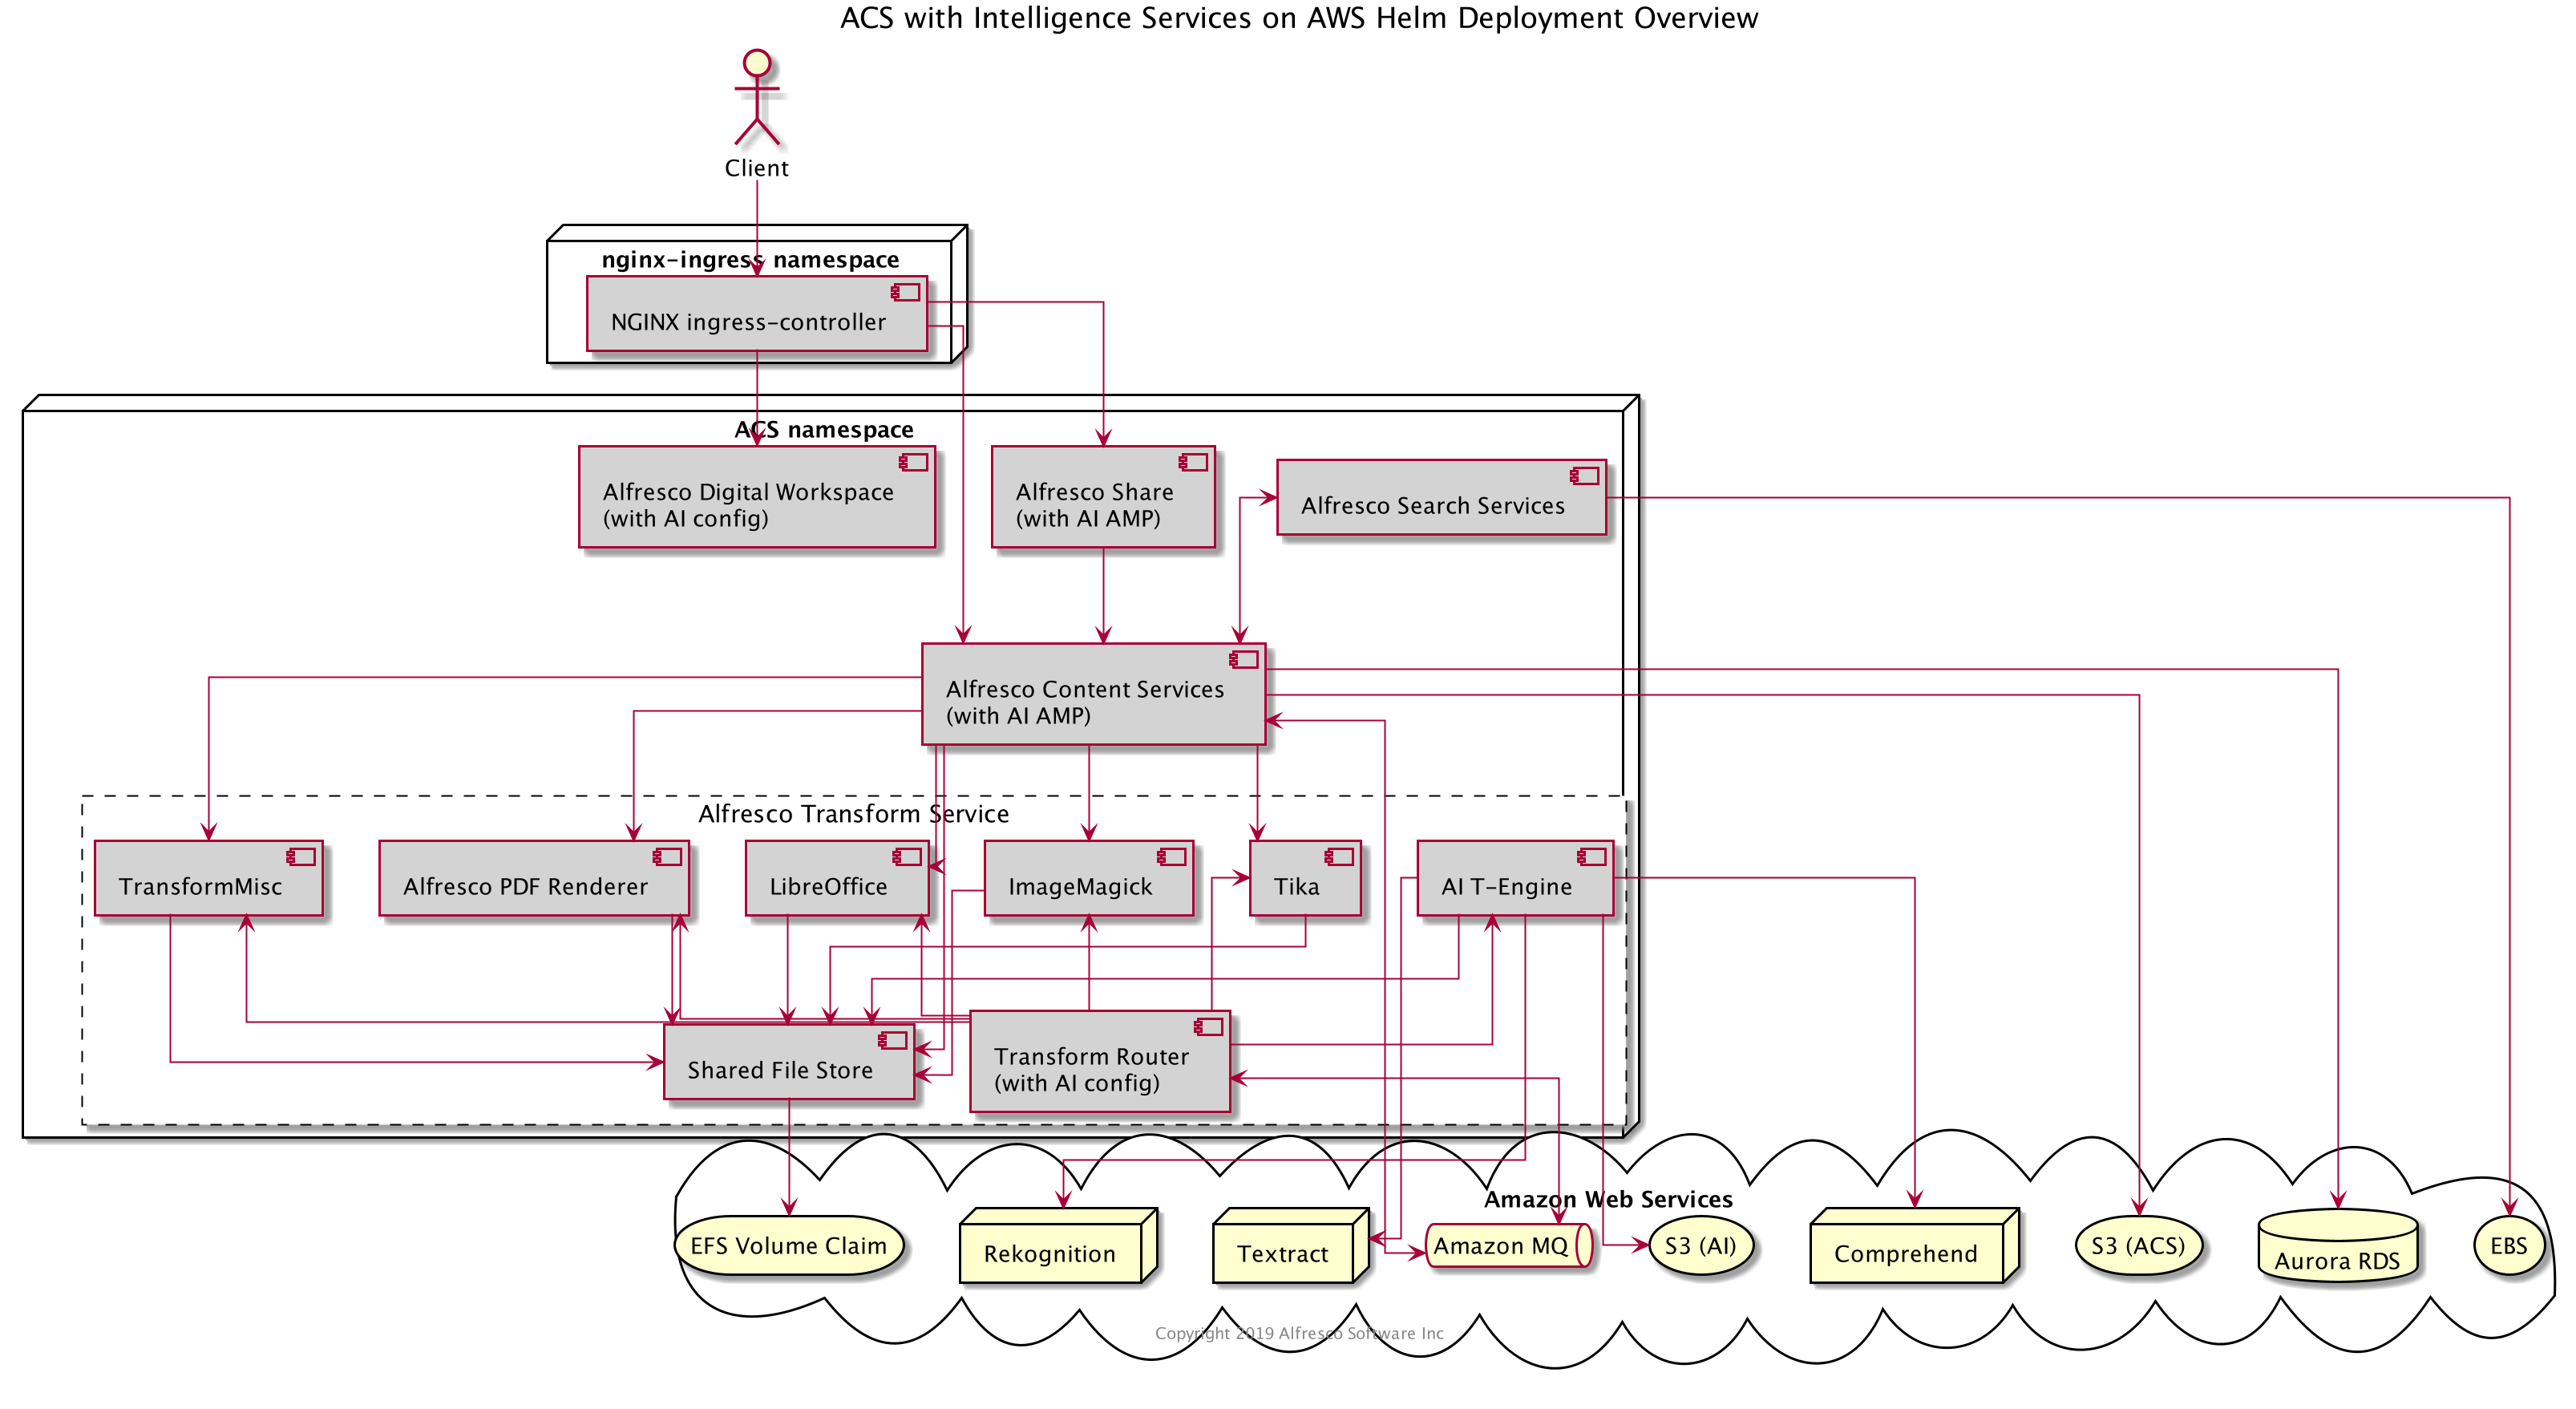 ACS with Intelligence Services on AWS Helm Deployment Overview
Client
nginx-ingress namespace
NGINX ingress-controller
ACS namespace
Alfresco Digital Workspace
(with AI config)
Alfresco Share
(with AI AMP)
Alfresco Search Services
Alfresco Content Services
(with AI AMP)
Alfresco Transform Service
TransformMisc
Alfresco PDF Renderer
LibreOffice
ImageMagick
Tika
AI T-Engine
Shared File Store
Transform Router
(with AI config)
Amazon Web Services
EFS Volume Claim
Rekognition
Textract
Amazon MQ
S3 (AI)
Comprehend
S3 (ACS)
Aurora RDS
EBS
Copyright 2019 Alfresco Software Inc